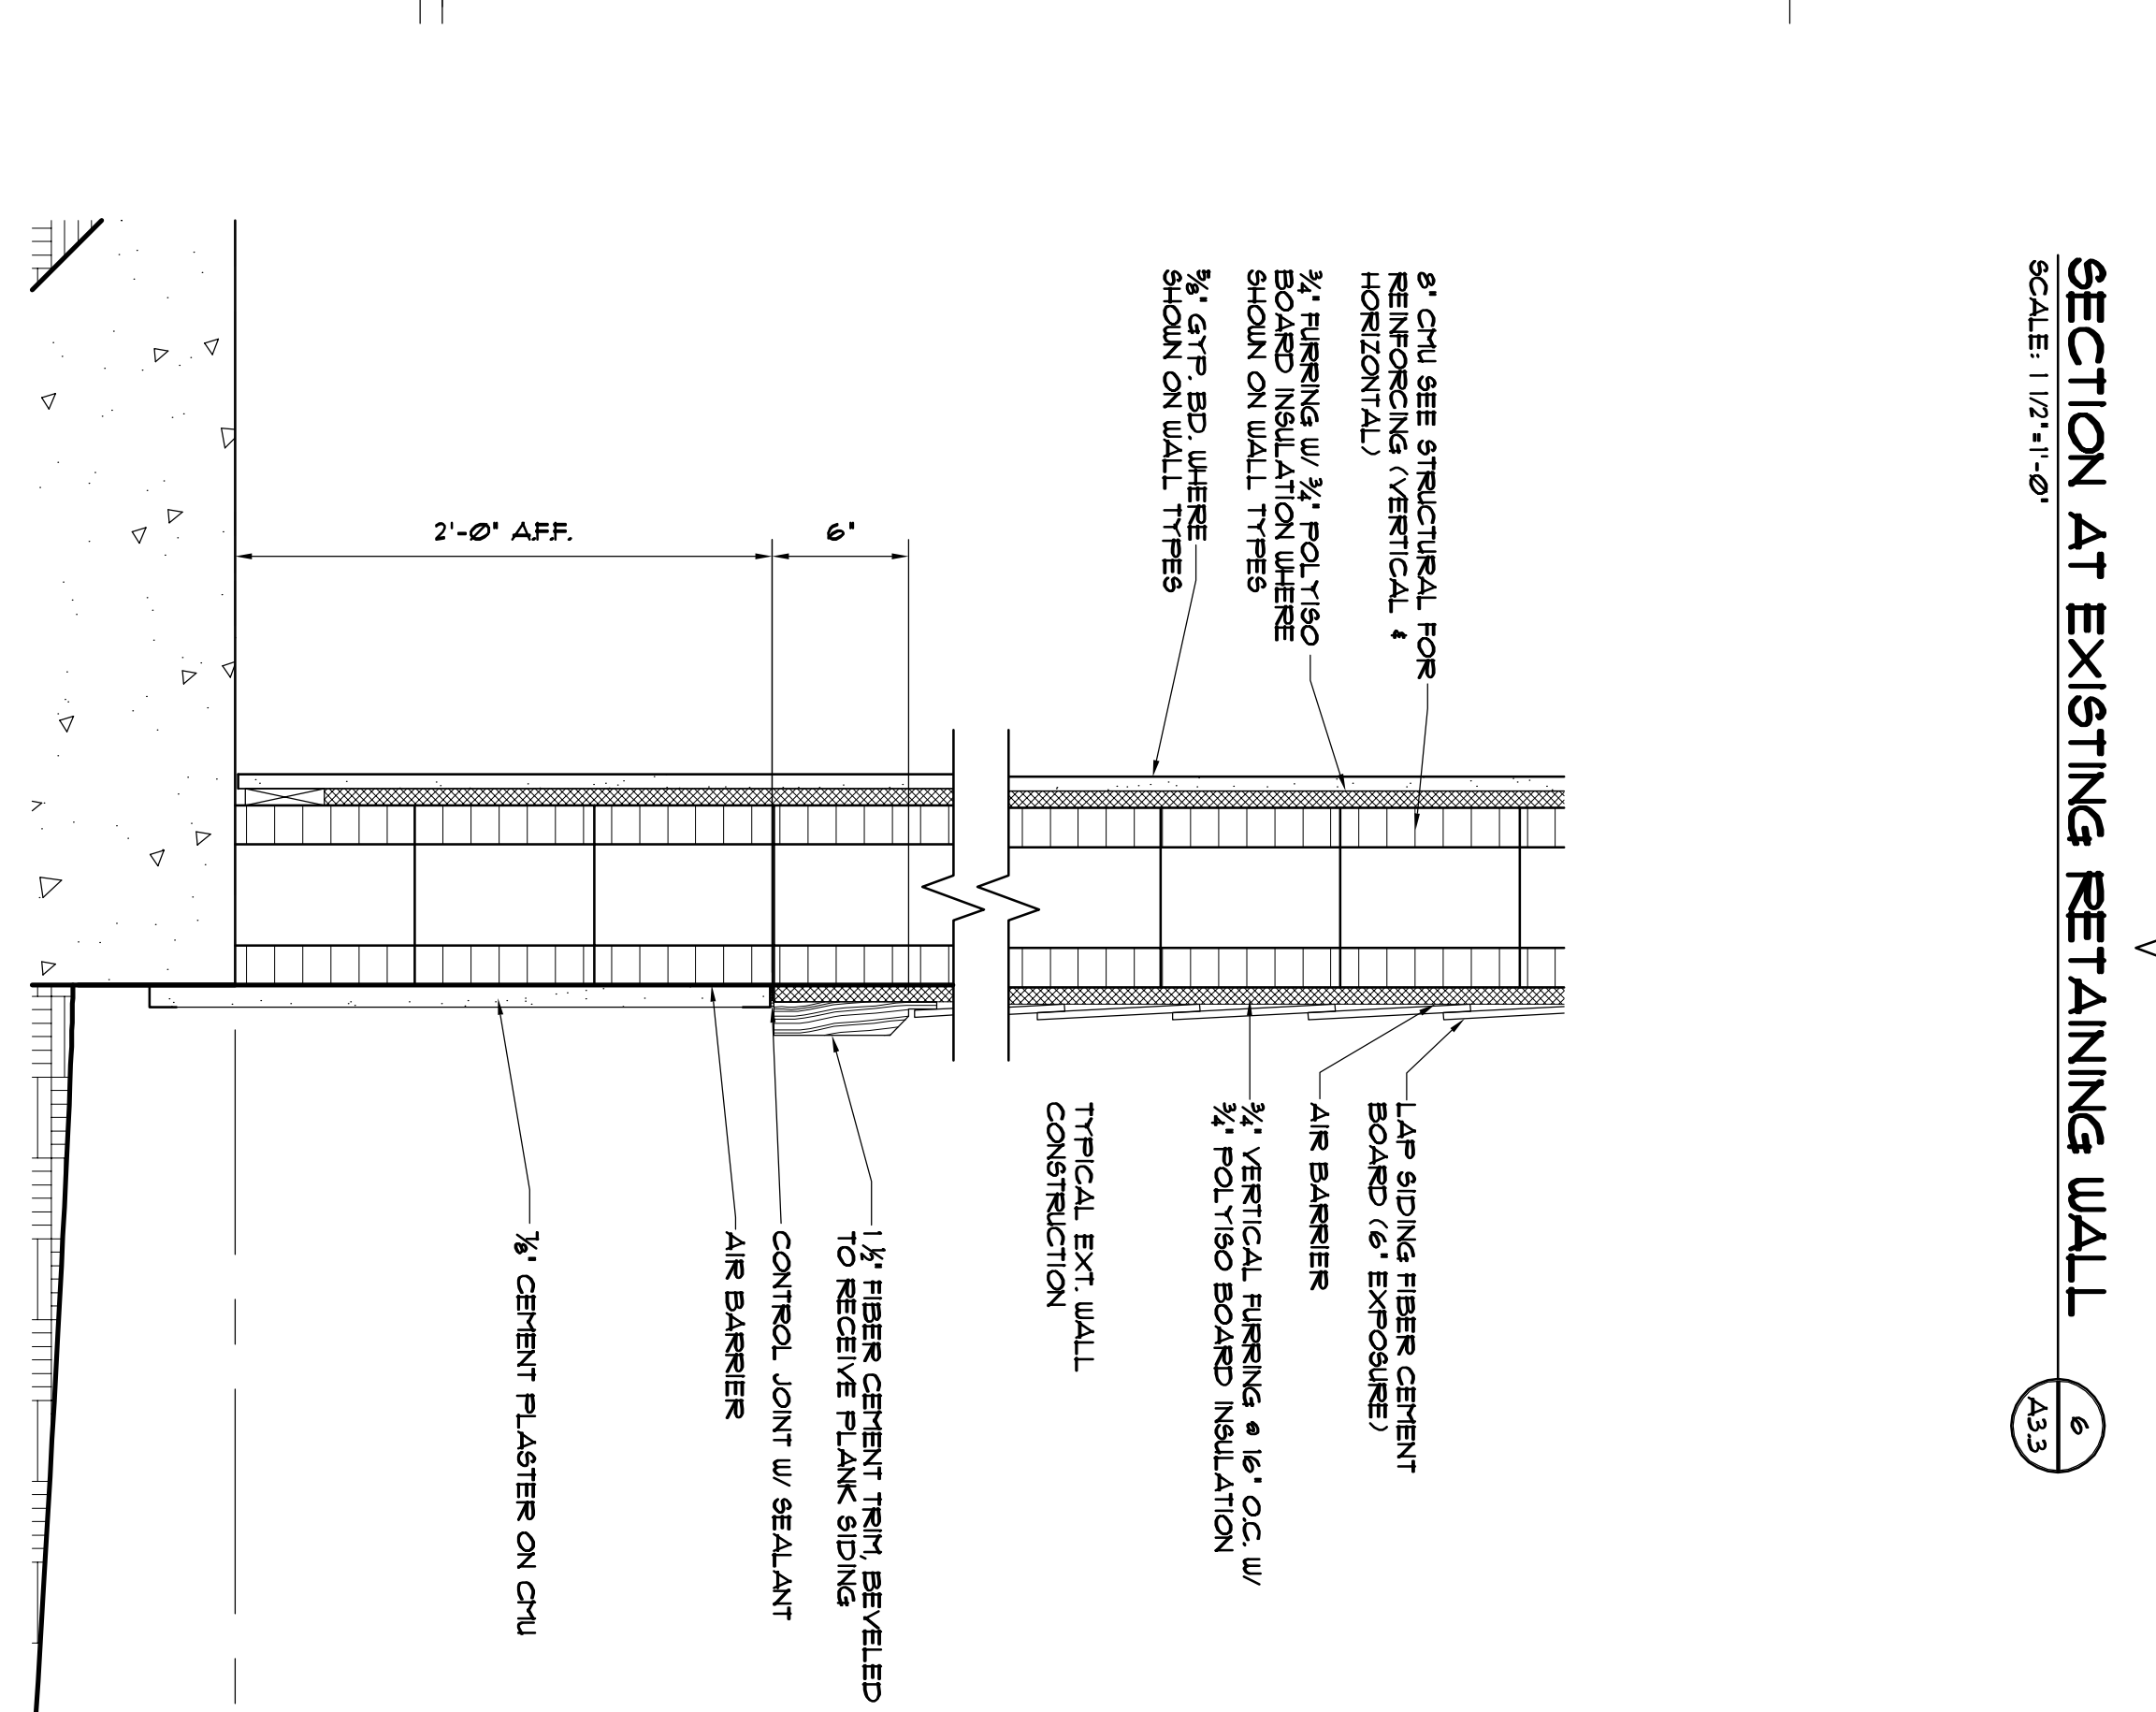 SECTION AT EXISTING RETAINING WALL
SCALE: 1 1/2"=1'-0"
6
A3.3
8" CMU SEE STRUCTURAL FOR
REINFORCING (VERTICAL &
HORIZONTAL)
¾" FURRING W/ ¾" POLYISO
BOARD INSULATION WHERE
SHOWN ON WALL TYPES
⅝" GYP. BD. WHERE
SHOWN ON WALL TYPES
LAP SIDING FIBER CEMENT
BOARD (6" EXPOSURE)
AIR BARRIER
¾" VERTICAL FURRING @ 16" O.C. W/
¾" POLYISO BOARD INSULATION
TYPICAL EXT. WALL
CONSTRUCTION
6"
2'-0" A.F.F.
1 ½" FIBER CEMENT TRIM, BEVELED
TO RECEIVE PLANK SIDING
CONTROL JOINT W/ SEALANT
AIR BARRIER
⅞" CEMENT PLASTER ON CMU